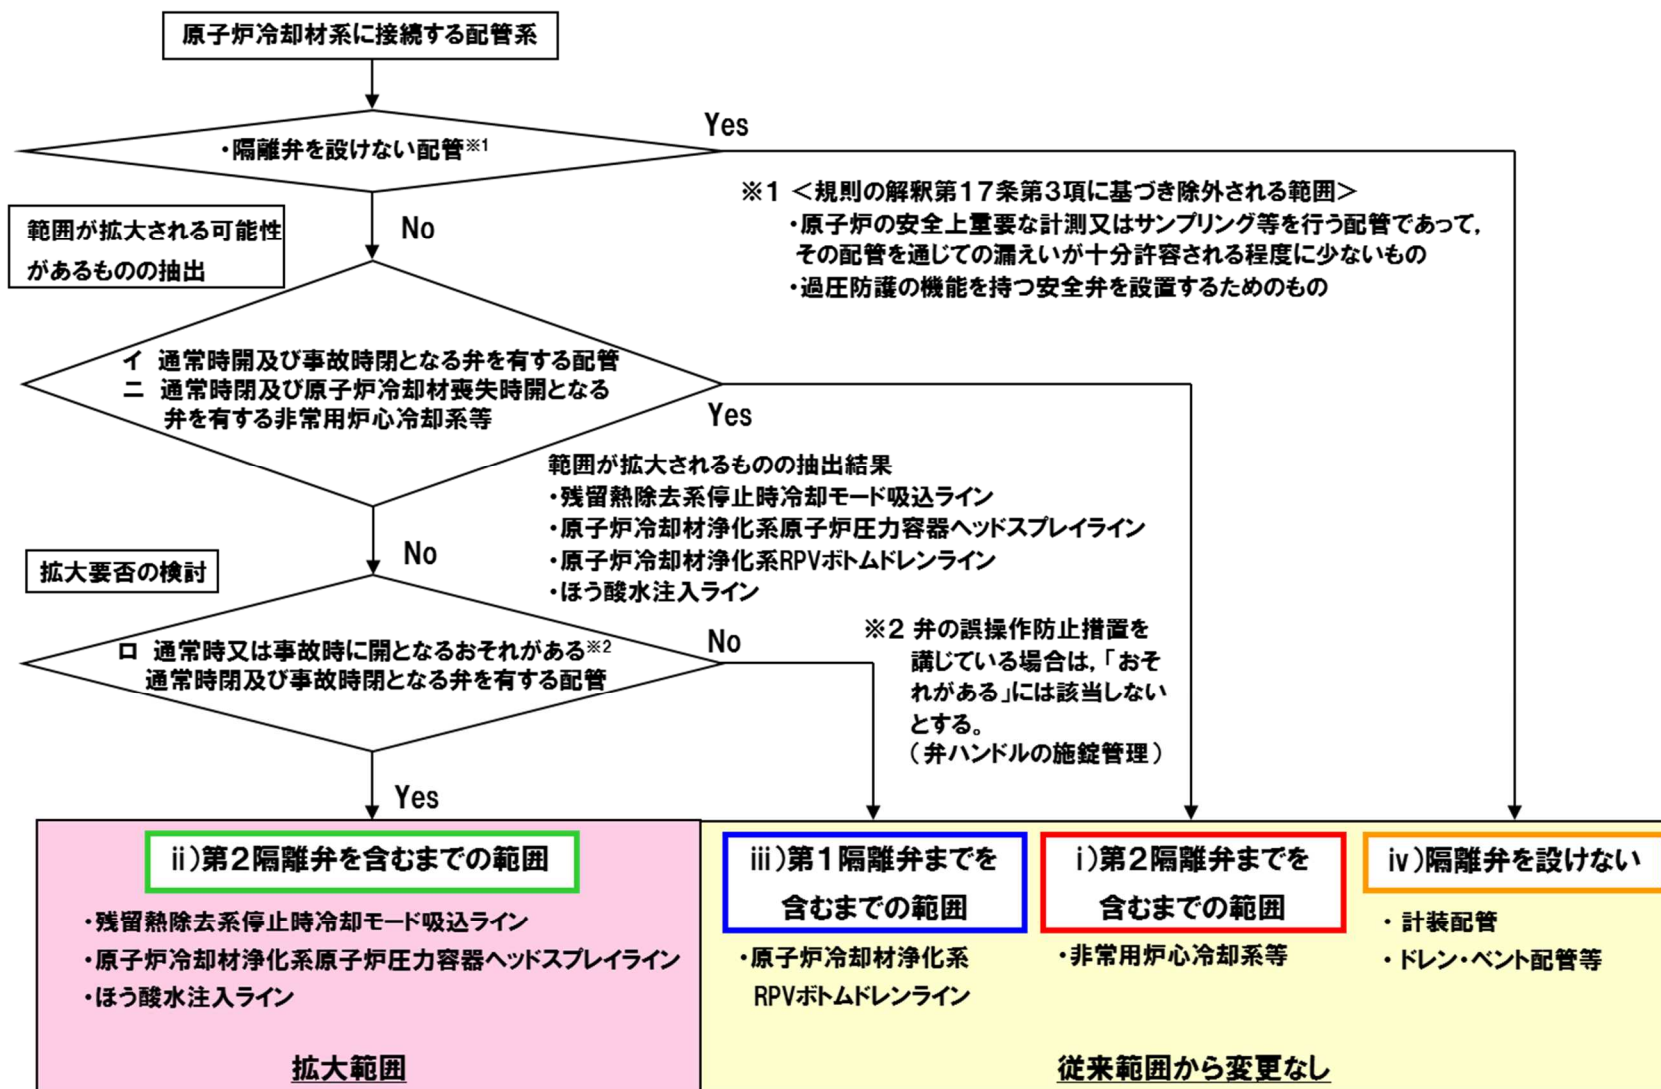 原子炉冷却材系に接続する配管系
・隔離弁を設けない配管※1
Yes
※1 <規則の解釈第17条第3項に基づき除外される範囲>
・原子炉の安全上重要な計測又はサンプリング等を行う配管であって,
その配管を通じての漏えいが十分許容される程度に少ないもの
・過圧防護の機能を持つ安全弁を設置するためのもの
No
範囲が拡大される可能性
があるものの抽出
イ 通常時開及び事故時閉となる弁を有する配管
ニ 通常時閉及び原子炉冷却材喪失時開となる
弁を有する非常用炉心冷却系等
Yes
範囲が拡大されるものの抽出結果
・残留熱除去系停止時冷却モード吸込ライン
・原子炉冷却材浄化系原子炉圧力容器ヘッドスプレイライン
・原子炉冷却材浄化系RPVボトムドレンライン
・ほう酸水注入ライン
No
拡大要否の検討
ロ 通常時又は事故時に開となるおそれがある※2
通常時閉及び事故時閉となる弁を有する配管
No
※2 弁の誤操作防止措置を
講じている場合は,「おそ
れがある」には該当しない
とする。
(弁ハンドルの施錠管理)
Yes
ii)第2隔離弁を含むまでの範囲
・残留熱除去系停止時冷却モード吸込ライン
・原子炉冷却材浄化系原子炉圧力容器ヘッドスプレイライン
・ほう酸水注入ライン
拡大範囲
iii)第1隔離弁までを
含むまでの範囲
・原子炉冷却材浄化系
RPVボトムドレンライン
i)第2隔離弁までを
含むまでの範囲
・非常用炉心冷却系等
iv)隔離弁を設けない
・ 計装配管
・ ドレン・ベント配管等
従来範囲から変更なし